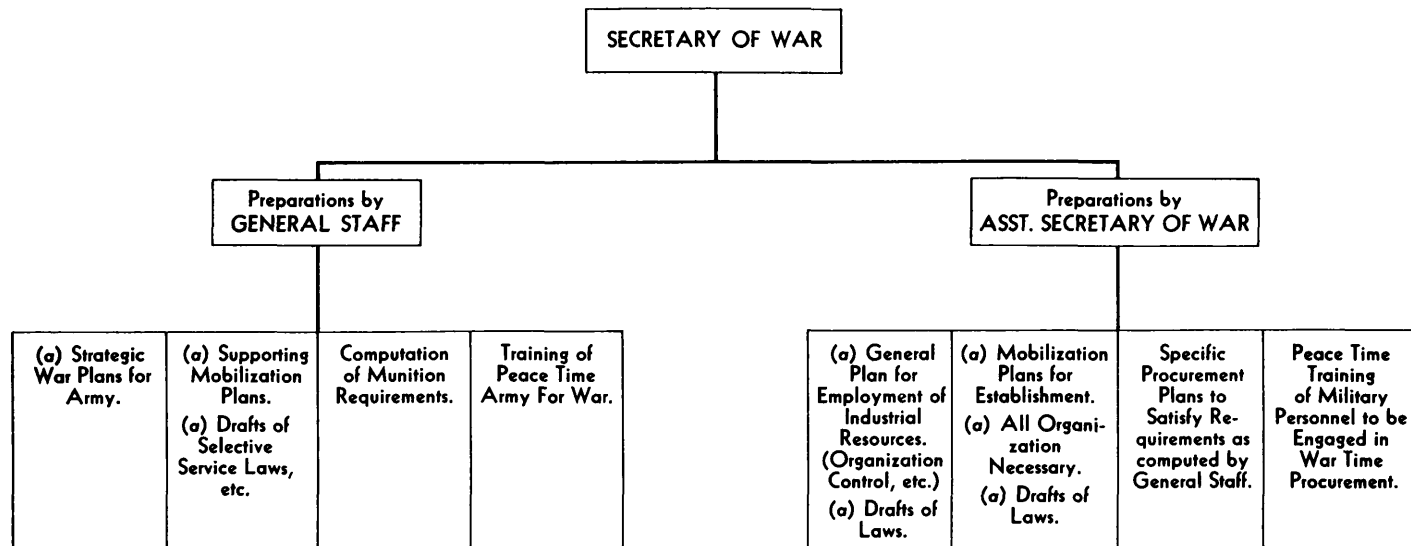 SECRETARY OF WAR
Preparations by
GENERAL STAFF
Preparations by
ASST. SECRETARY OF WAR
(a) Strategic
War Plans for
Army.
(a) Supporting
Mobilization
Plans.
(a) Drafts of
Selective
Service Laws,
etc.
Computation
of Munition
Requirements.
Training of
Peace Time
Army For War.
(a) General
Plan for
Employment of
Industrial
Resources.
(Organization
Control, etc.)
(a) Drafts of
Laws.
(a) Mobilization
Plans for
Establishment.
(a) All Organi-
zation
Necessary.
(a) Drafts of
Laws.
Specific
Procurement
Plans to
Satisfy Re-
quirements as
computed by
General Staff.
Peace Time
Training
of Military
Personnel to be
Engaged in
War Time
Procurement.